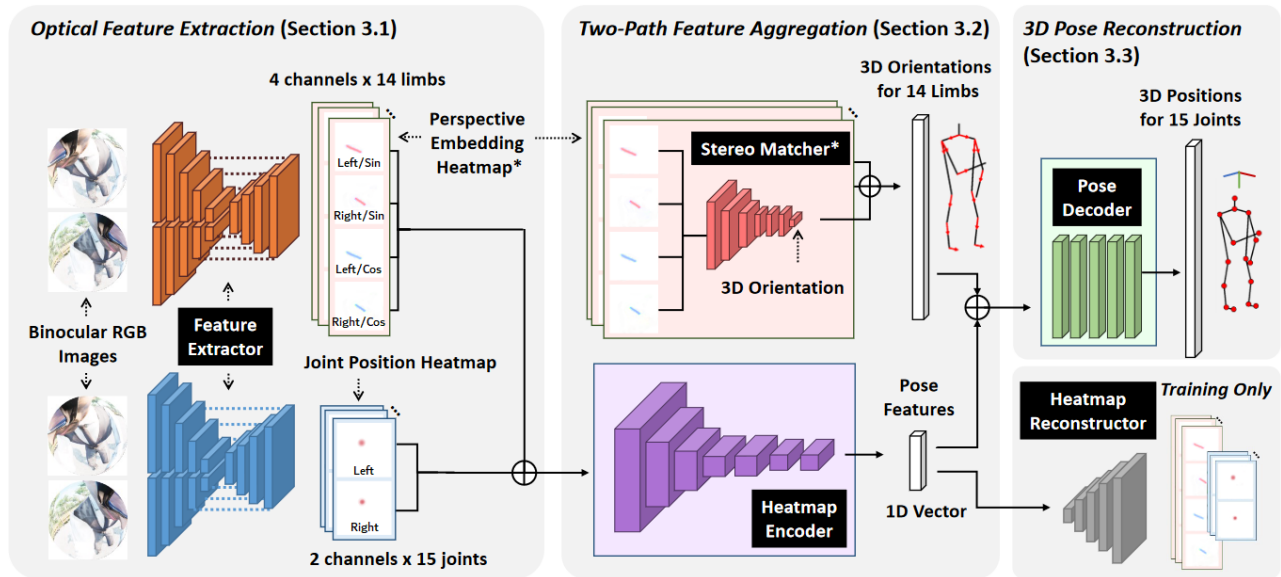 Optical Feature Extraction (Section 3.1)
4 channels x 14 limbs
Left/Sin
Right/Sin
Left/Cos
Right/Cos
Perspective
Embedding
Heatmap*
Binocular RGB
Images
Feature
Extractor
Joint Position Heatmap
Left
Right
2 channels x 15 joints
Two-Path Feature Aggregation (Section 3.2)
Stereo Matcher*
3D Orientation
3D Orientations
for 14 Limbs
Heatmap
Encoder
Pose
Features
1D Vector
3D Pose Reconstruction
(Section 3.3)
3D Positions
for 15 Joints
Pose
Decoder
Heatmap
Reconstructor
Training Only